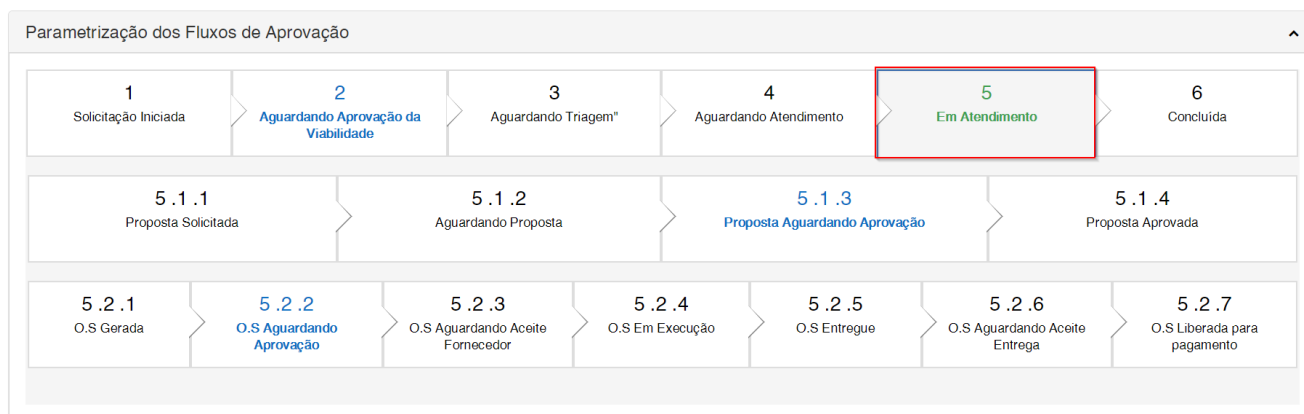 Parametrização dos Fluxos de Aprovação
1
Solicitação Iniciada
2
Aguardando Aprovação da
Viabilidade
3
Aguardando Triagem"
4
Aguardando Atendimento
5
Em Atendimento
6
Concluída
5 .1 .1
Proposta Solicitada
5 .1 .2
Aguardando Proposta
5 .1 .3
Proposta Aguardando Aprovação
5 .1 .4
Proposta Aprovada
5 .2 .1
O.S Gerada
5 .2 .2
O.S Aguardando
Aprovação
5 .2 .3
O.S Aguardando Aceite
Fornecedor
5 .2 .4
O.S Em Execução
5 .2 .5
O.S Entregue
5 .2 .6
O.S Aguardando Aceite
Entrega
5 .2 .7
O.S Liberada para
pagamento